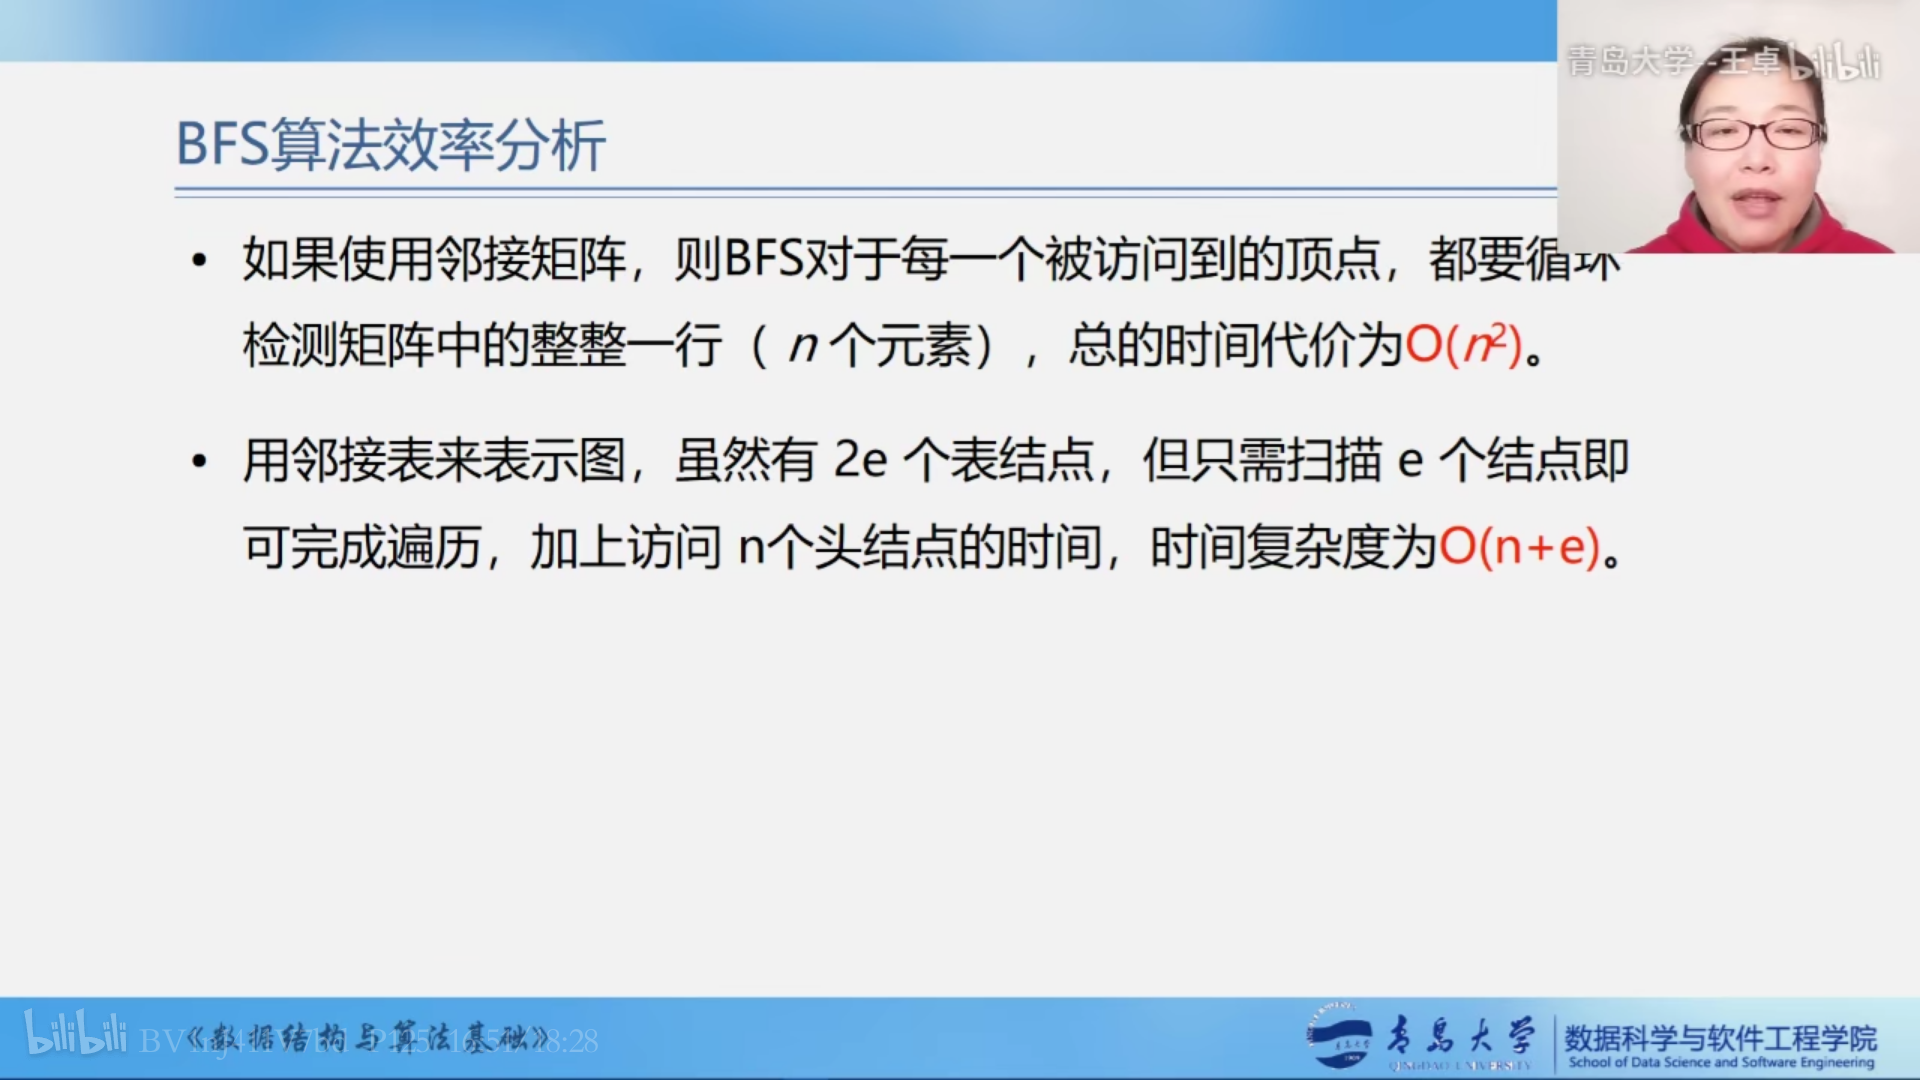 青岛大学--王卓 bilibili
BFS算法效率分析
• 如果使用邻接矩阵，则BFS对于每一个被访问到的顶点，都要循环
检测矩阵中的整整一行（ n 个元素），总的时间代价为O(n²)。
• 用邻接表来表示图，虽然有 2e 个表结点，但只需扫描 e 个结点即
可完成遍历，加上访问 n个头结点的时间，时间复杂度为O(n+e)。
bilibili
《数据结构与算法基础》
青岛大学
QINGDAO UNIVERSITY
数据科学与软件工程学院
School of Data Science and Software Engineering